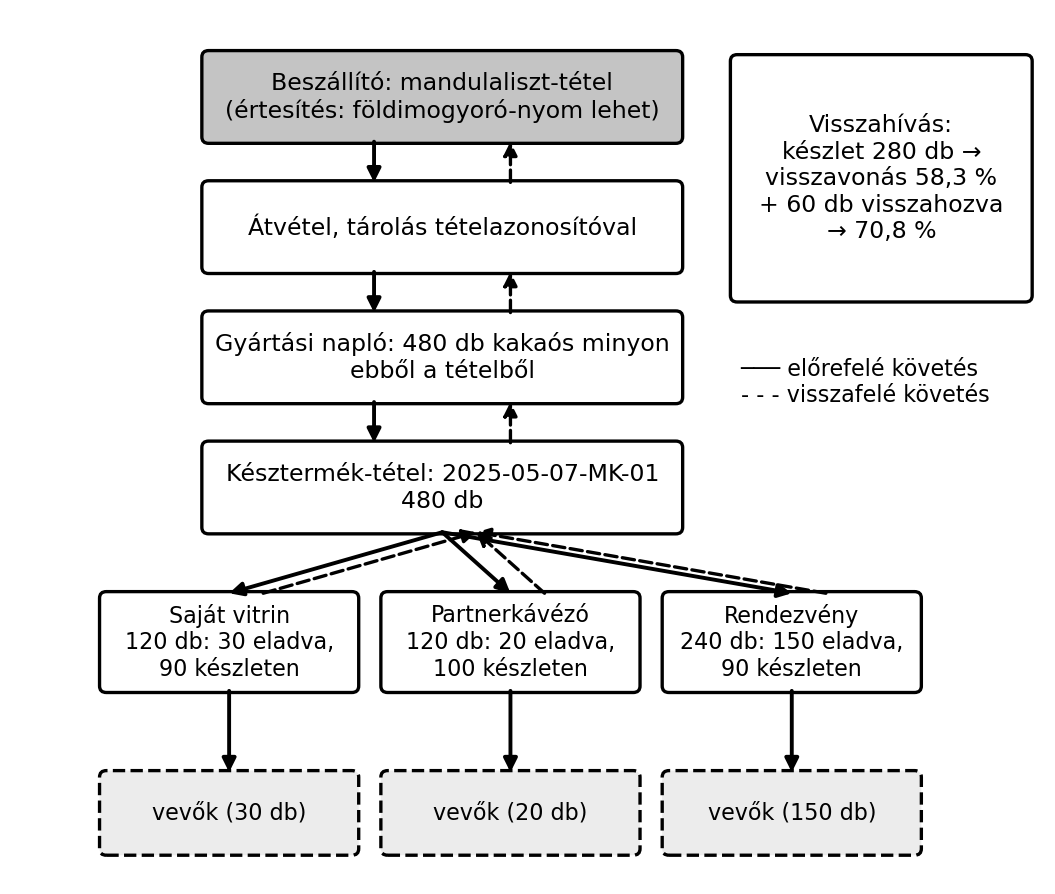 Beszállító: mandulaliszt-tétel
(értesítés: földimogyoró-nyom lehet)
Átvétel, tárolás tételazonosítóval
Gyártási napló: 480 db kakaós minyon
ebből a tételből
Késztermék-tétel: 2025-05-07-MK-01
480 db
Saját vitrin
120 db: 30 eladva,
90 készleten
Partnerkávézó
120 db: 20 eladva,
100 készleten
Rendezvény
240 db: 150 eladva,
90 készleten
vevők (30 db)
vevők (20 db)
vevők (150 db)
Visszahívás:
készlet 280 db →
visszavonás 58,3 %
+ 60 db visszahozva
→ 70,8 %
—— előrefelé követés
- - - visszafelé követés